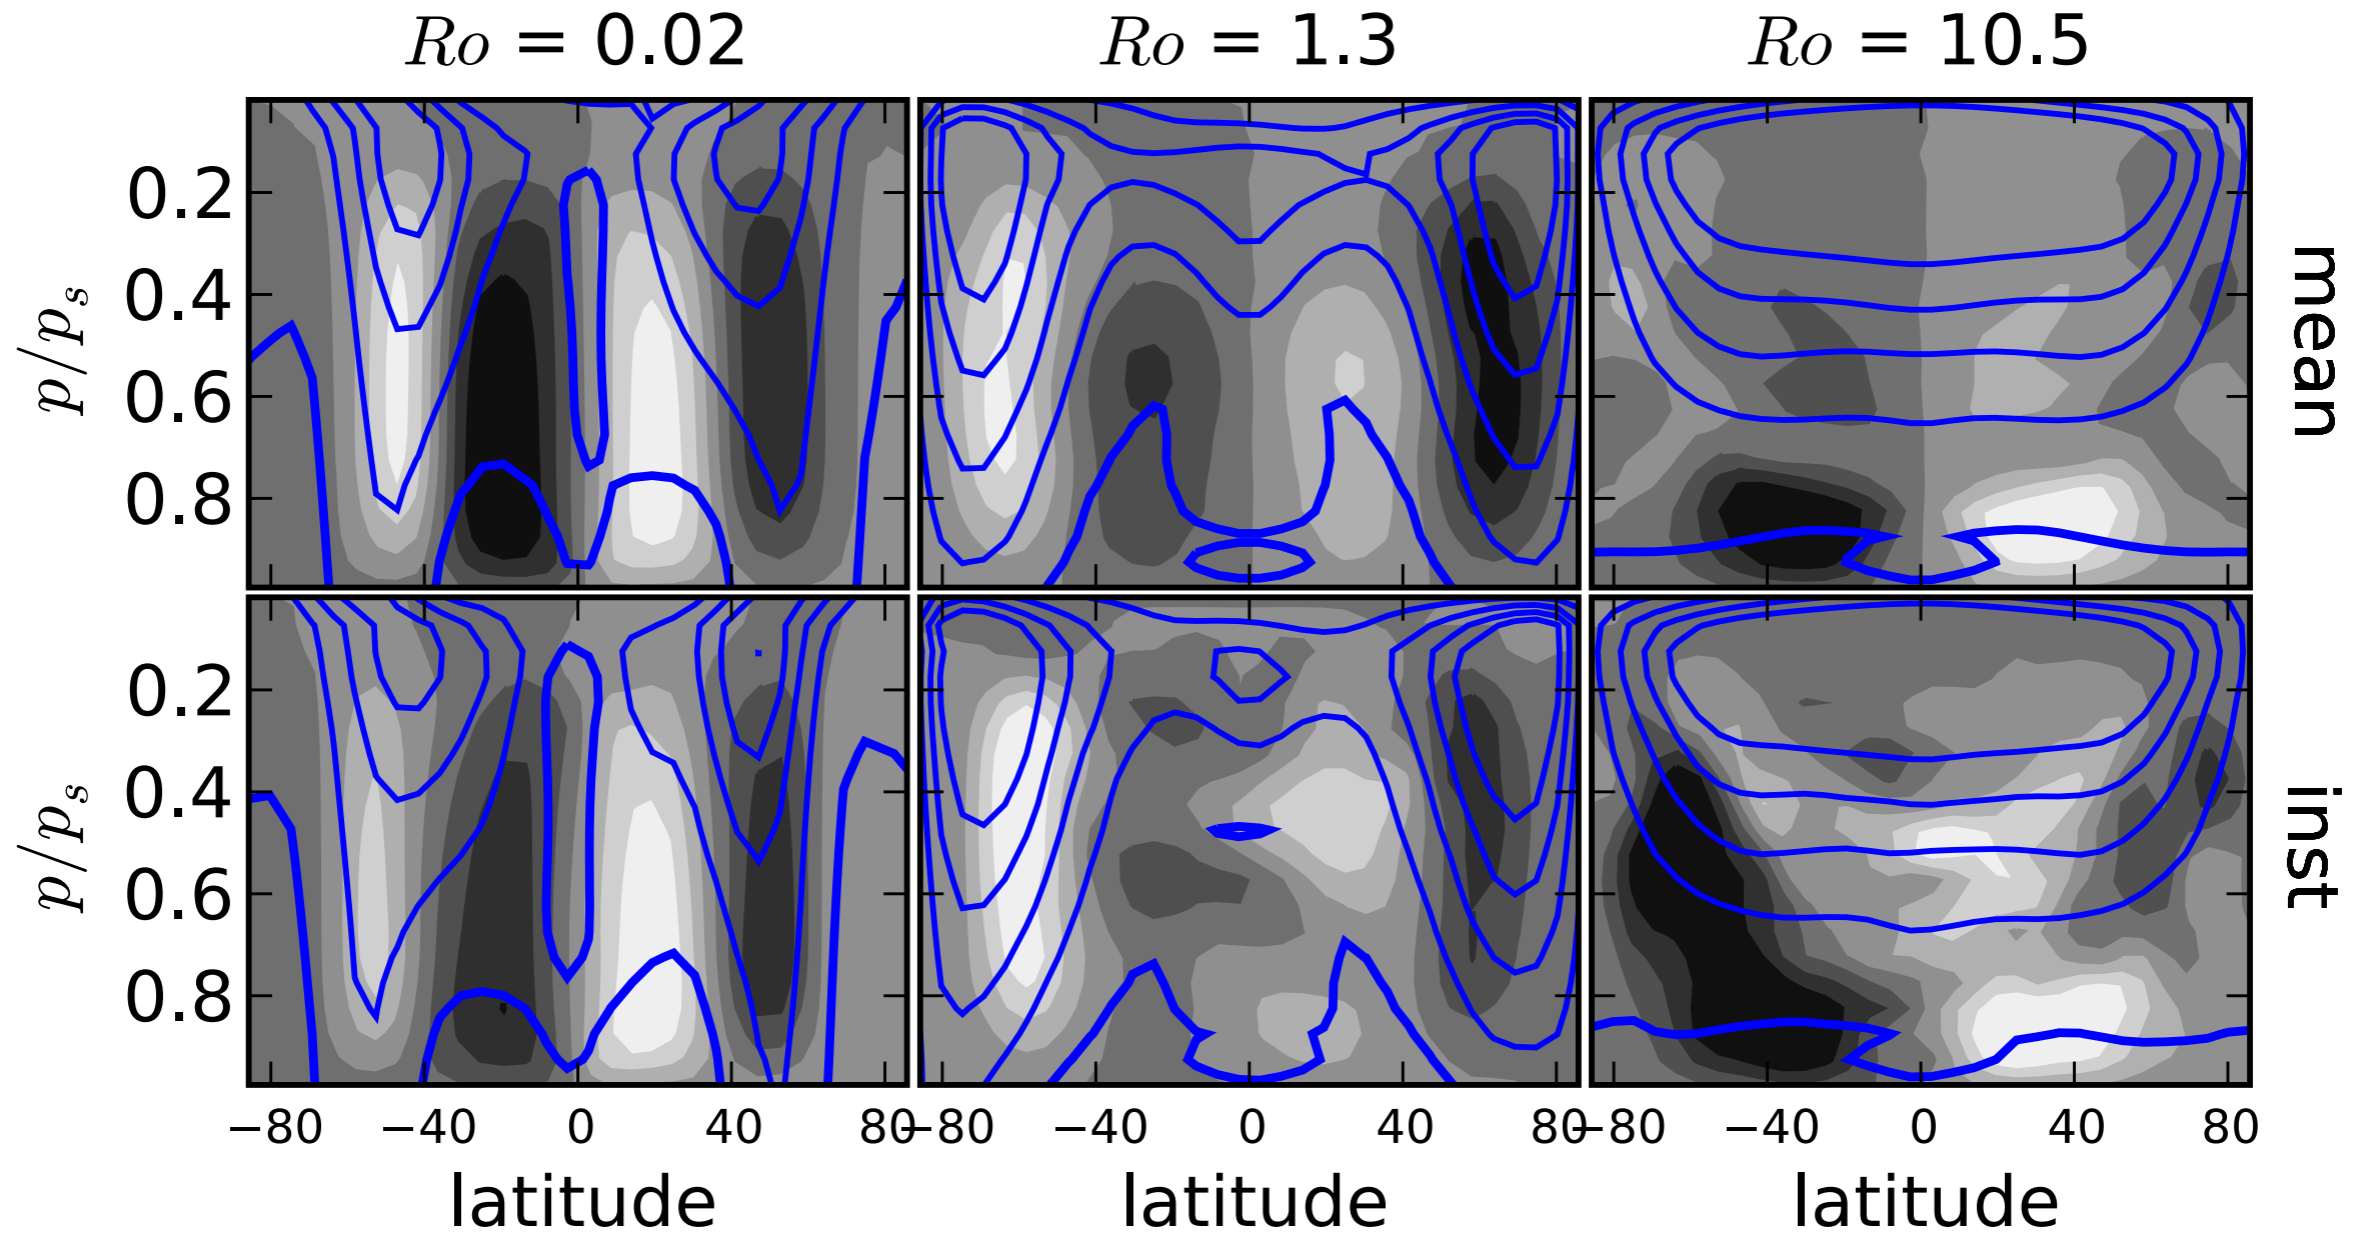 Ro = 0.02 Ro = 1.3 Ro = 10.5
0.2
0.4
0.6
0.8
p/p_s
mean
0.2
0.4
0.6
0.8
p/p_s
inst
−80 −40 0 40 80 −80 −40 0 40 80 −80 −40 0 40 80
latitude latitude latitude